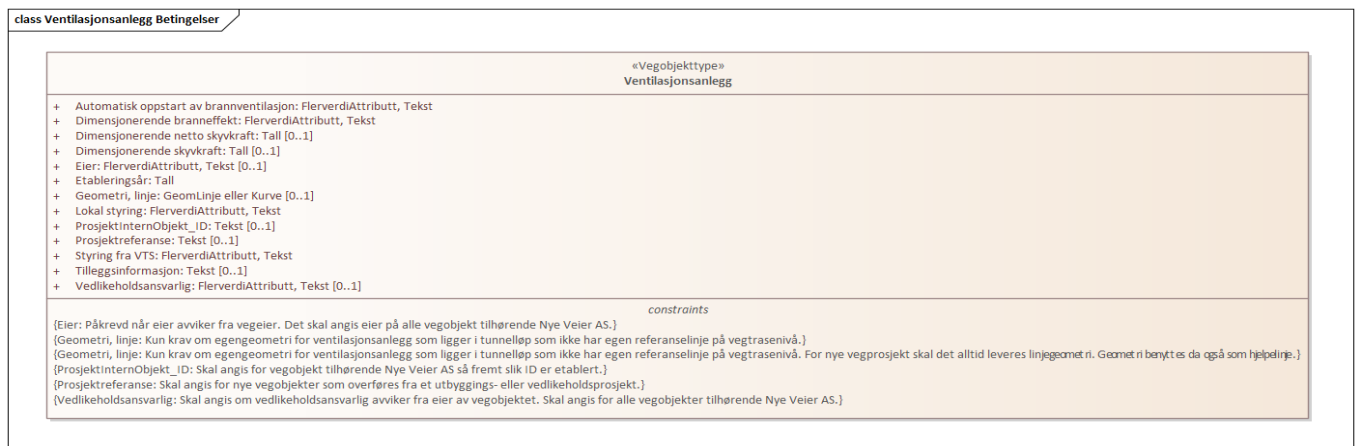 class Ventilasjonsanlegg Betingelser
«Vegobjekttype»
Ventilasjonsanlegg
+ Automatisk oppstart av brannventilasjon: FlerverdiAttributt, Tekst
+ Dimensjonerende branneffekt: FlerverdiAttributt, Tekst
+ Dimensjonerende netto skyvkraft: Tall [0..1]
+ Dimensjonerende skyvkraft: Tall [0..1]
+ Eier: FlerverdiAttributt, Tekst [0..1]
+ Etableringsår: Tall
+ Geometri, linje: GeomLinje eller Kurve [0..1]
+ Lokal styring: FlerverdiAttributt, Tekst
+ ProsjektInternObjekt_ID: Tekst [0..1]
+ Prosjektreferanse: Tekst [0..1]
+ Styring fra VTS: FlerverdiAttributt, Tekst
+ Tilleggsinformasjon: Tekst [0..1]
+ Vedlikeholdsansvarlig: FlerverdiAttributt, Tekst [0..1]
constraints
{Eier: Påkrevd når eier avviker fra vegeier. Det skal angis eier på alle vegobjekt tilhørende Nye Veier AS.}
{Geometri, linje: Kun krav om egengeometri for ventilasjonsanlegg som ligger i tunnelløp som ikke har egen referanselinje på vegtrasenivå.}
{Geometri, linje: Kun krav om egengeometri for ventilasjonsanlegg som ligger i tunnelløp som ikke har egen referanselinje på vegtrasenivå. For nye vegprosjekt skal det alltid leveres linjegeometri. Geometri benyttes da også som hjelpelinje.}
{ProsjektInternObjekt_ID: Skal angis for vegobjekt tilhørende Nye Veier AS så fremt slik ID er etablert.}
{Prosjektreferanse: Skal angis for nye vegobjekter som overføres fra et utbyggings- eller vedlikeholdsprosjekt.}
{Vedlikeholdsansvarlig: Skal angis om vedlikeholdsansvarlig avviker fra eier av vegobjektet. Skal angis for alle vegobjekter tilhørende Nye Veier AS.}